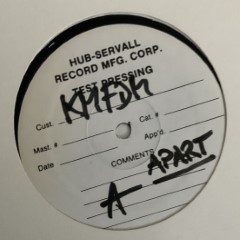 HUB-SERVALL
RECORD MFG. CORP.
TEST PRESSING
Cust. KMFDM
Mast. # Cat. #
Date App'd.
COMMENTS
A APART